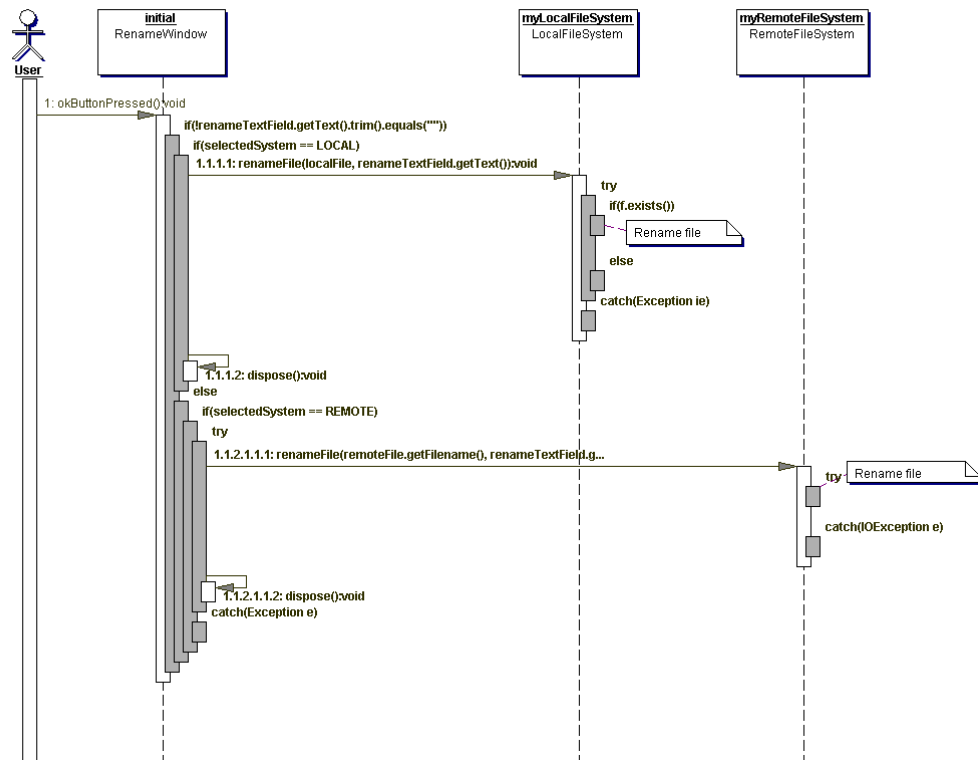 initial
RenameWindow
myLocalFileSystem
LocalFileSystem
myRemoteFileSystem
RemoteFileSystem
User
1: okButtonPressed():void
if(!renameTextField.getText().trim().equals(""))
if(selectedSystem == LOCAL)
1.1.1.1: renameFile(localFile, renameTextField.getText()):void
try
if(f.exists())
Rename file
else
catch(Exception ie)
1.1.1.2: dispose():void
else
if(selectedSystem == REMOTE)
try
1.1.2.1.1.1: renameFile(remoteFile.getFilename(), renameTextField.g...
try
Rename file
catch(IOException e)
1.1.2.1.1.2: dispose():void
catch(Exception e)